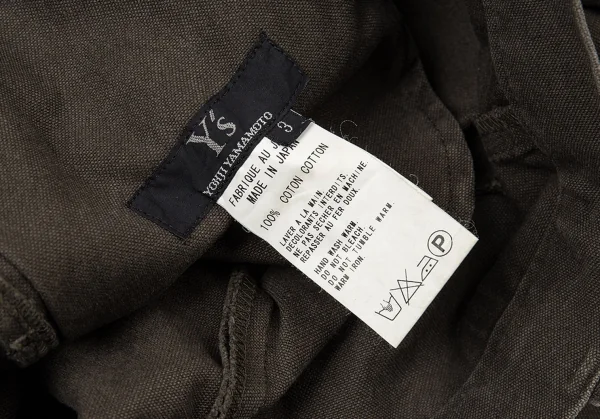 Y's
YOHJI YAMAMOTO
3
FABRIQUE AU
MADE IN JAPAN
100% COTON COTTON
LAVER A LA MAIN.
DECOLORANTS INTERDITS.
NE PAS SECHER EN MACHINE.
REPASSER AU FER DOUX.
HAND WASH WARM.
DO NOT BLEACH.
DO NOT TUMBLE WARM.
WARM IRON.
P